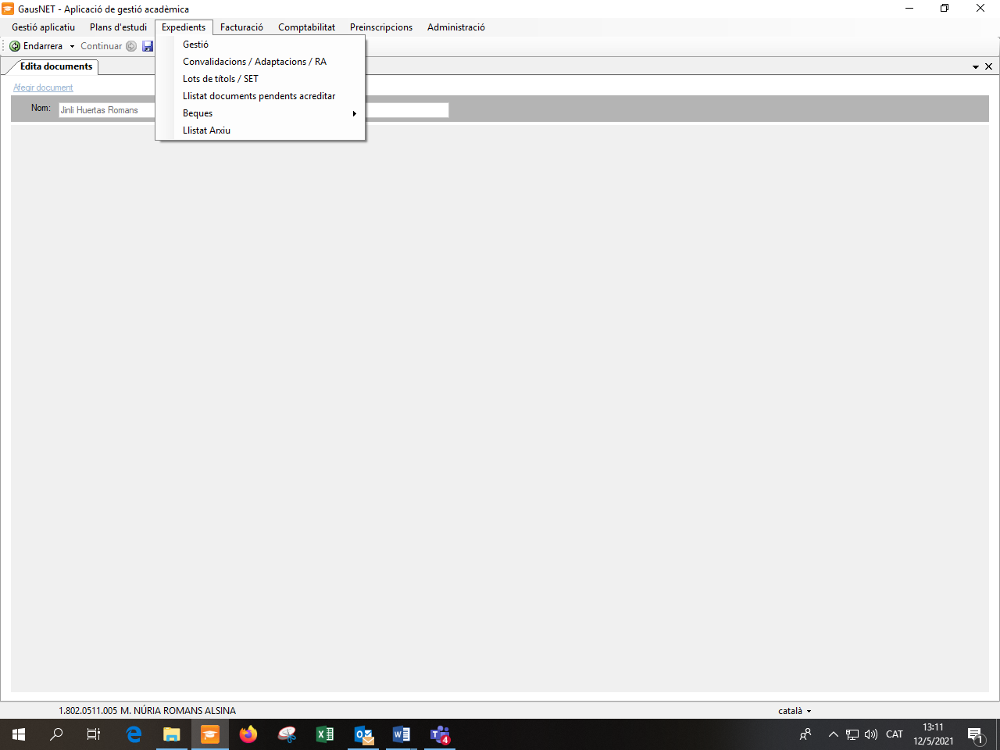 GausNET - Aplicació de gestió acadèmica
Gestió aplicatiu Plans d'estudi Expedients Facturació Comptabilitat Preinscripcions Administració
Endarrera Continuar
Gestió
Convalidacions / Adaptacions / RA
Lots de títols / SET
Llistat documents pendents acreditar
Beques
Llistat Arxiu
Edita documents
Afegir document
Nom: Jinli Huertas Romans
1.802.0511.005 M. NÚRIA ROMANS ALSINA català
4
CAT
13:11
12/5/2021
1